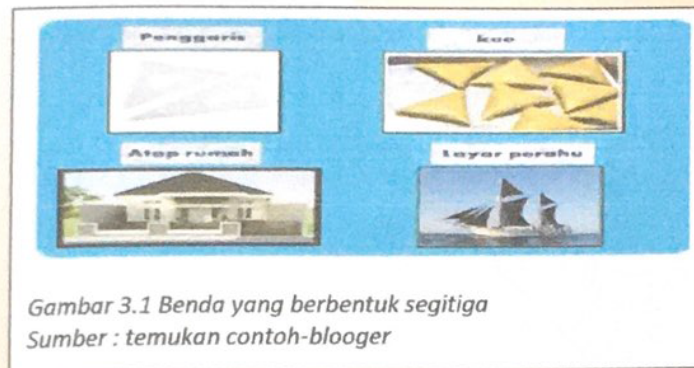 Penggaris
kue
Atap rumah
Layar perahu
Gambar 3.1 Benda yang berbentuk segitiga
Sumber : temukan contoh-blooger